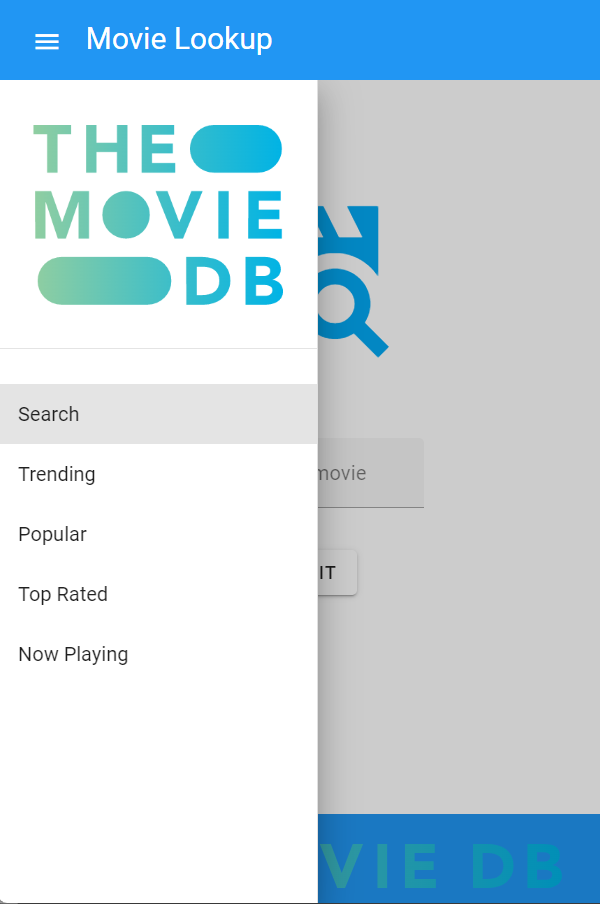 Movie Lookup
THE
MOVIE
DB
Search
Trending
Popular
Top Rated
Now Playing
movie
IT
VIE DB